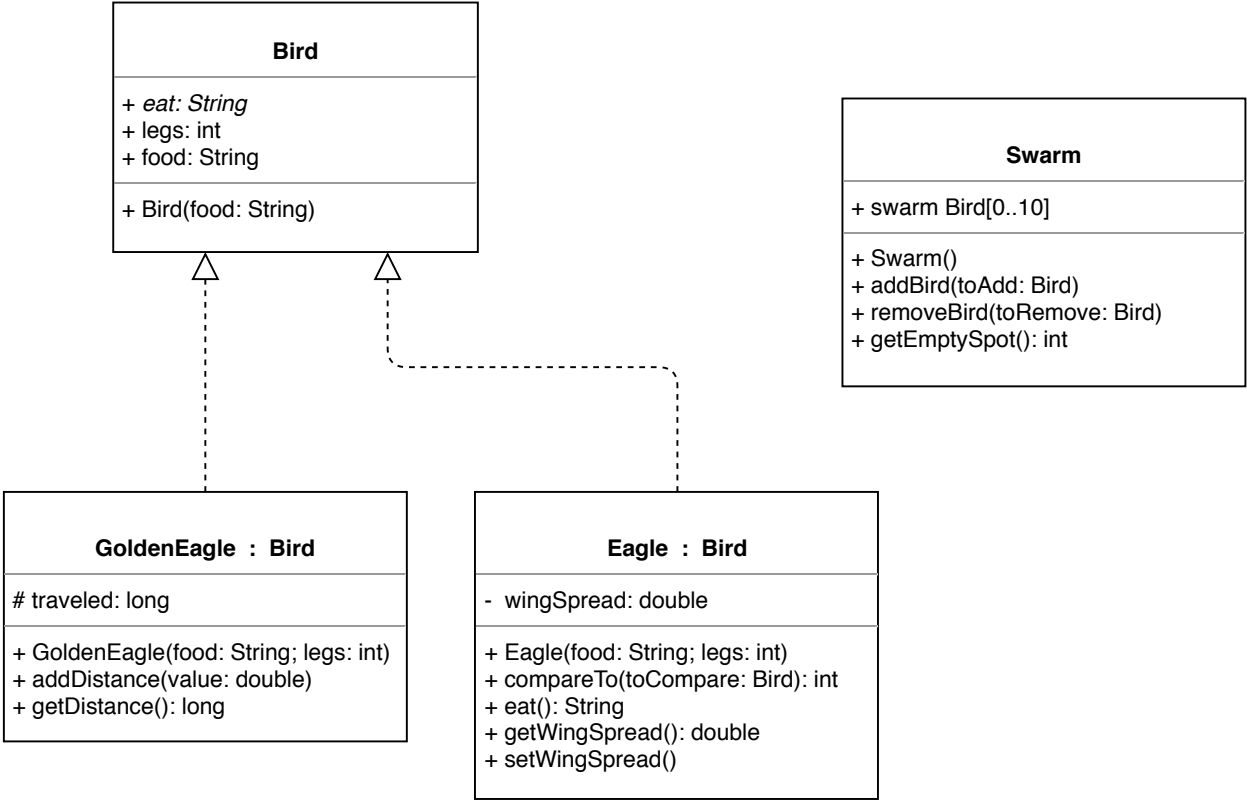 Bird
+ eat: String
+ legs: int
+ food: String
+ Bird(food: String)
Swarm
+ swarm Bird[0..10]
+ Swarm()
+ addBird(toAdd: Bird)
+ removeBird(toRemove: Bird)
+ getEmptySpot(): int
GoldenEagle : Bird
# traveled: long
+ GoldenEagle(food: String; legs: int)
+ addDistance(value: double)
+ getDistance(): long
Eagle : Bird
- wingSpread: double
+ Eagle(food: String; legs: int)
+ compareTo(toCompare: Bird): int
+ eat(): String
+ getWingSpread(): double
+ setWingSpread()